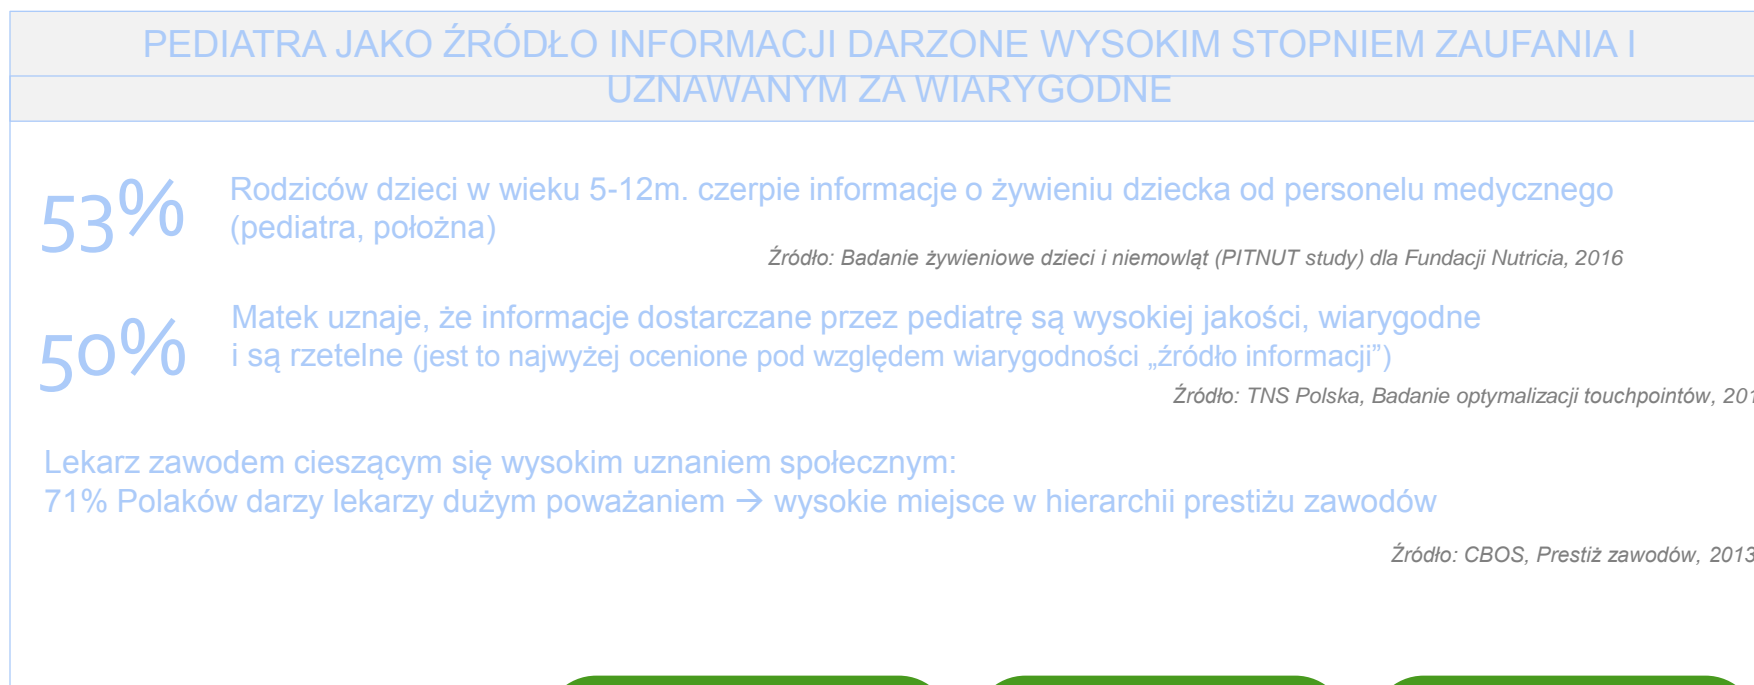 PEDIATRA JAKO ŹRÓDŁO INFORMACJI DARZONE WYSOKIM STOPNIEM ZAUFANIA I
UZNAWANYM ZA WIARYGODNE
53%
Rodziców dzieci w wieku 5-12m. czerpie informacje o żywieniu dziecka od personelu medycznego
(pediatra, położna)
Źródło: Badanie żywieniowe dzieci i niemowląt (PITNUT study) dla Fundacji Nutricia, 2016
50%
Matek uznaje, że informacje dostarczane przez pediatrę są wysokiej jakości, wiarygodne
i są rzetelne (jest to najwyżej ocenione pod względem wiarygodności „źródło informacji”)
Źródło: TNS Polska, Badanie optymalizacji touchpointów,
Lekarz zawodem cieszącym się wysokim uznaniem społecznym:
71% Polaków darzy lekarzy dużym poważaniem → wysokie miejsce w hierarchii prestiżu zawodów
Źródło: CBOS, Prestiż zawodów, 2013